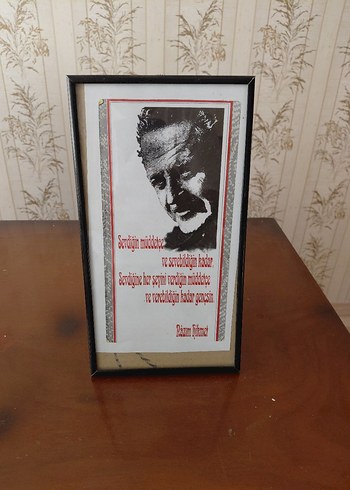 Sevdiğin müddetçe
ve sevebildiğin kadar
Sevdiğine her şeyini verdiğin müddetçe
ve verebildiğin kadar gençsin.
Nâzım Hikmet